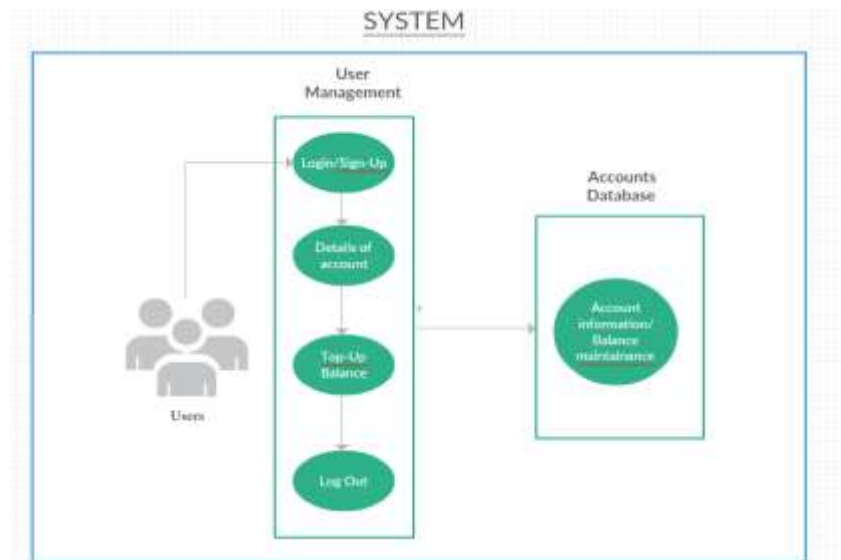 SYSTEM
User
Management
Login/Sign-Up
Details of
account
Top-Up
Balance
Log Out
Users
Accounts
Database
Account
information/
Balance
maintainance